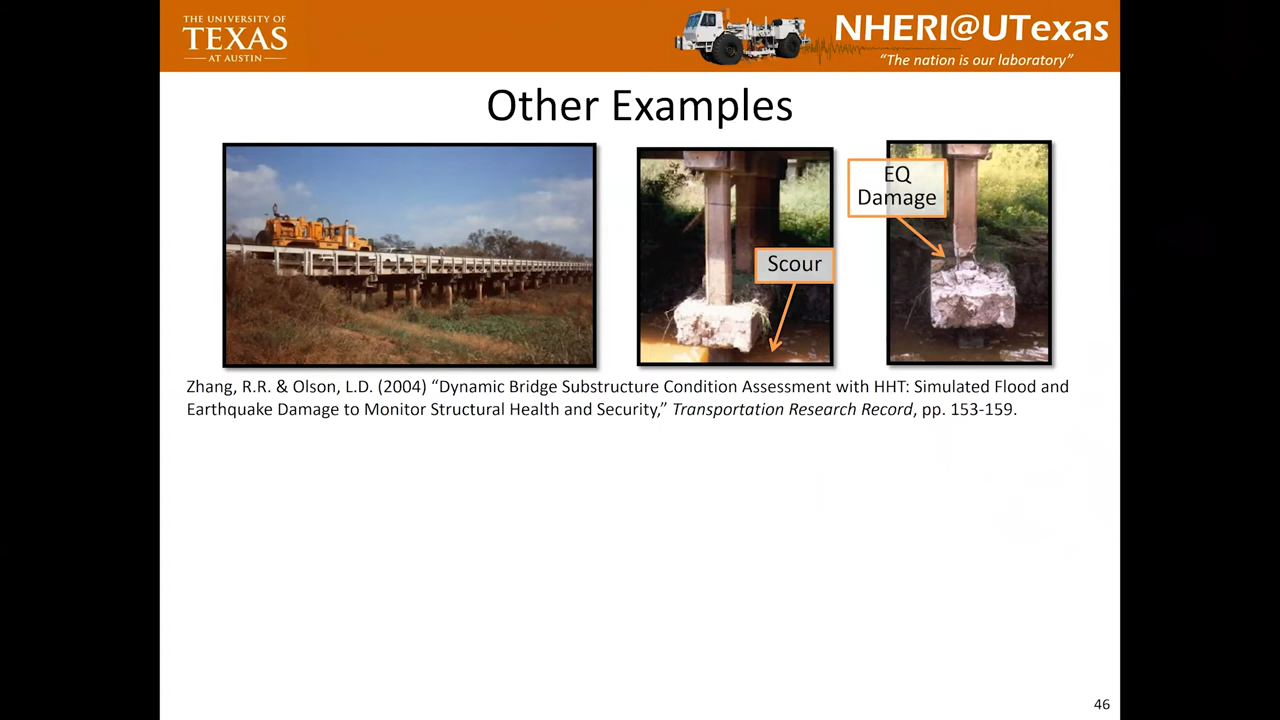 THE UNIVERSITY OF
TEXAS
AT AUSTIN
NHERI@UTexas
“The nation is our laboratory”
Other Examples
EQ
Damage
Scour
Zhang, R.R. & Olson, L.D. (2004) “Dynamic Bridge Substructure Condition Assessment with HHT: Simulated Flood and
Earthquake Damage to Monitor Structural Health and Security,” Transportation Research Record, pp. 153-159.
46